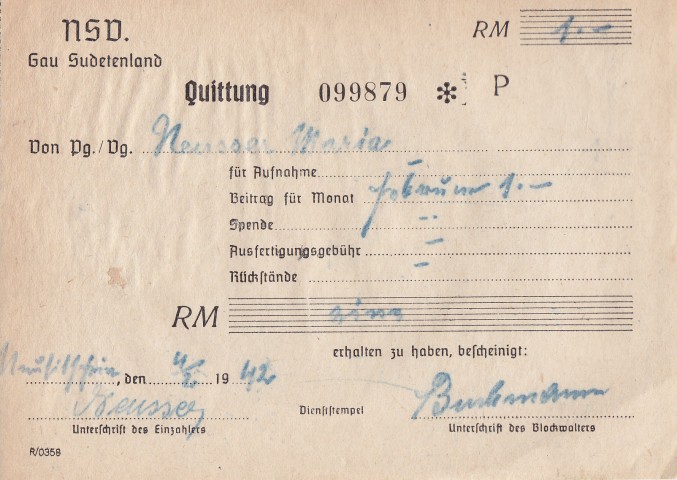 NSV.
RM 1.-
Gau Sudetenland
Quittung 099879 * P
Von Pg./Vg. Neusser Maria
für Aufnahme -
Beitrag für Monat Februar 1.-
Spende -
Ausfertigungsgebühr -
Rückstände -
RM eine
erhalten zu haben, bescheinigt:
Neutitschein, den 4/2. 1942
Neusser
Dienststempel
Unterschrift des Einzahlers
Unterschrift des Blockwalters
R/0358